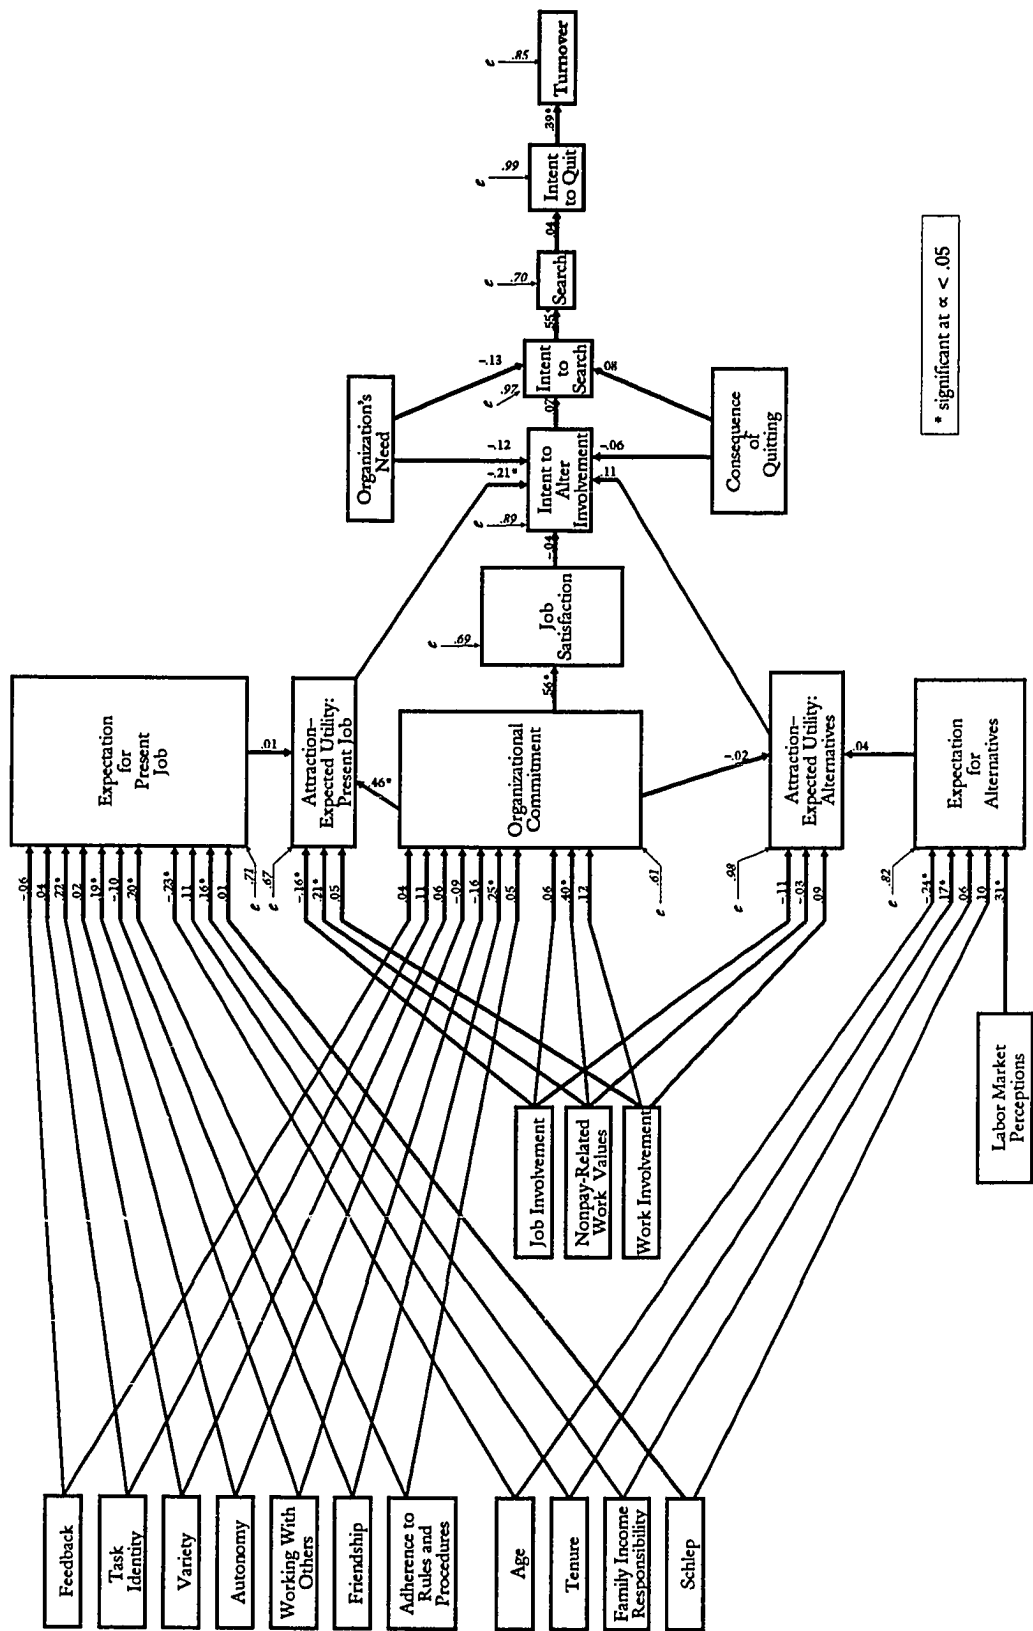 Feedback
Task
Identity
Variety
Autonomy
Working With
Others
Friendship
Adherence to
Rules and
Procedures
Age
Tenure
Family Income
Responsibility
Schlep
Job Involvement
Nonpay-Related
Work Values
Work Involvement
Labor Market
Perceptions
-.06
.04
.22*
.02
.19*
-.10
.20*
-.23*
.11
.16*
.01
e .71
Expectation
for
Present
Job
.01
e .67
-.16*
.21*
.05
Attraction–
Expected Utility:
Present Job
.46*
.04
.11
.06
-.09
-.16
.25*
.05
.06
.40*
.12
e .61
Organizational
Commitment
-.02
e .98
-.11
-.03
.09
Attraction–
Expected Utility:
Alternatives
.04
e .82
-.24*
.17*
.06
.10
.31*
Expectation
for
Alternatives
.56*
e .69
Job
Satisfaction
-.04
-.21*
-.12
-.06
.11
e .89
Intent to
Alter
Involvement
Organization's
Need
Consequence
of
Quitting
.07
-.13
.08
e .97
Intent
to
Search
.55*
e .70
Search
.04
e .99
Intent
to Quit
.39*
e .85
Turnover
* significant at α < .05